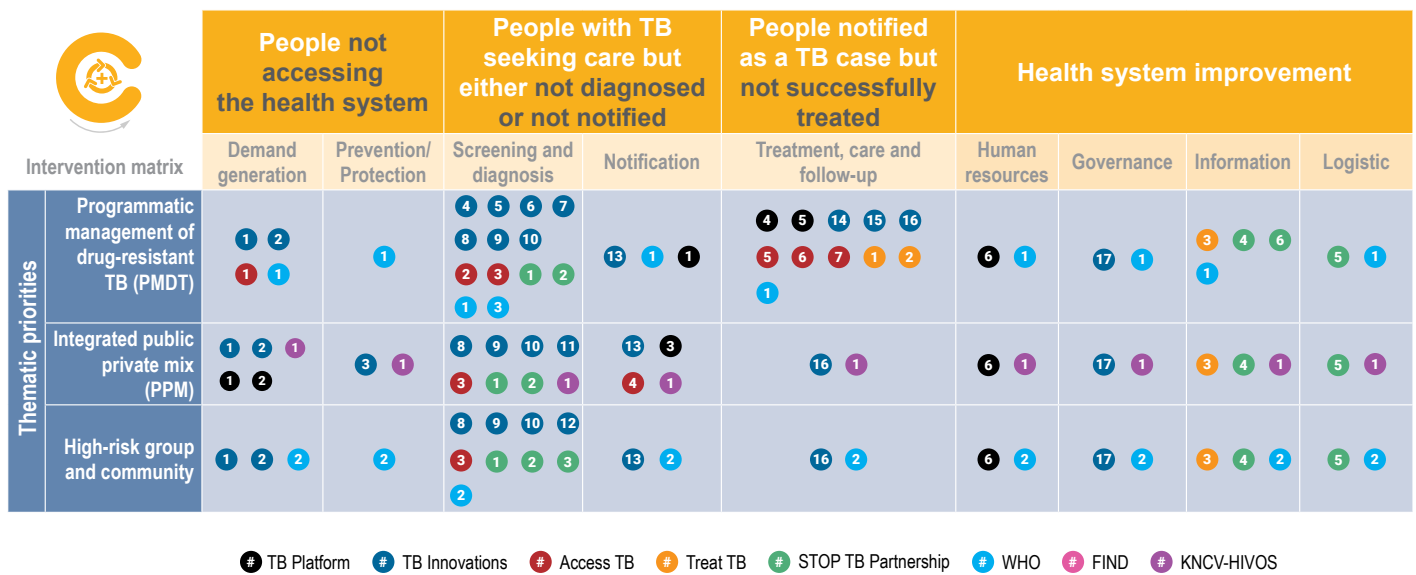 People not
accessing
the health system
People with TB
seeking care but
either not diagnosed
or not notified
People notified
as a TB case but
not successfully
treated
Health system improvement
Intervention matrix
Demand
generation
Prevention/
Protection
Screening and
diagnosis
Notification
Treatment, care and
follow-up
Human
resources
Governance
Information
Logistic
Thematic priorities
Programmatic
management of
drug-resistant
TB (PMDT)
1 2
1 1
1
4 5 6 7
8 9 10
2 3 1 2
1 3
13 1 1
4 5 14 15 16
5 6 7 1 2
1
6 1
17 1
3 4 6
1
5 1
Integrated public
private mix
(PPM)
1 2 1
1 2
3 1
8 9 10 11
3 1 2 1
13 3
4 1
16 1
6 1
17 1
3 4 1
5 1
High-risk group
and community
1 2 2
2
8 9 10 12
3 1 2 3
2
13 2
16 2
6 2
17 2
3 4 2
5 2
# TB Platform # TB Innovations # Access TB # Treat TB # STOP TB Partnership # WHO # FIND # KNCV-HIVOS